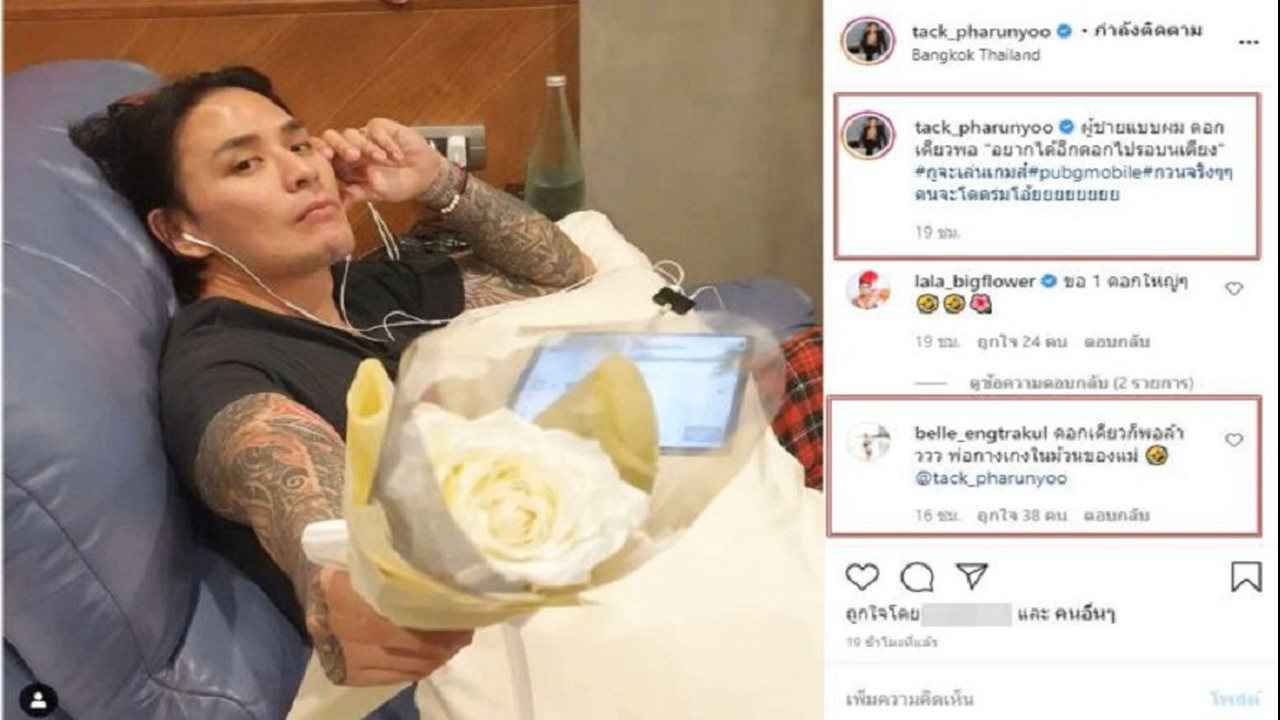 tack_pharunyoo • กำลังติดตาม
Bangkok Thailand
tack_pharunyoo ผู้ชายแบบผม ดอก
เดียวพอ "อยากได้อีกดอกไปรอบนเตียง"
#กูจะเล่นเกมส์#pubgmobile#กวนจริงๆๆ
คนจะโดดร่มโอ้ยยยยยยยย
19 ชม.
lala_bigflower ขอ 1 ดอกใหญ่ๆ
🤣🤣🌺
19 ชม. ถูกใจ 24 คน ตอบกลับ
ดูข้อความตอบกลับ (2 รายการ)
belle_engtrakul ดอกเดียวก็พอล้า
ววว พ่อกางเกงในม้วนของแม่ 🤣
@tack_pharunyoo
16 ชม. ถูกใจ 38 คน ตอบกลับ
ถูกใจโดย และ คนอื่นๆ
19 ชั่วโมงที่แล้ว
เพิ่มความคิดเห็น โพสต์